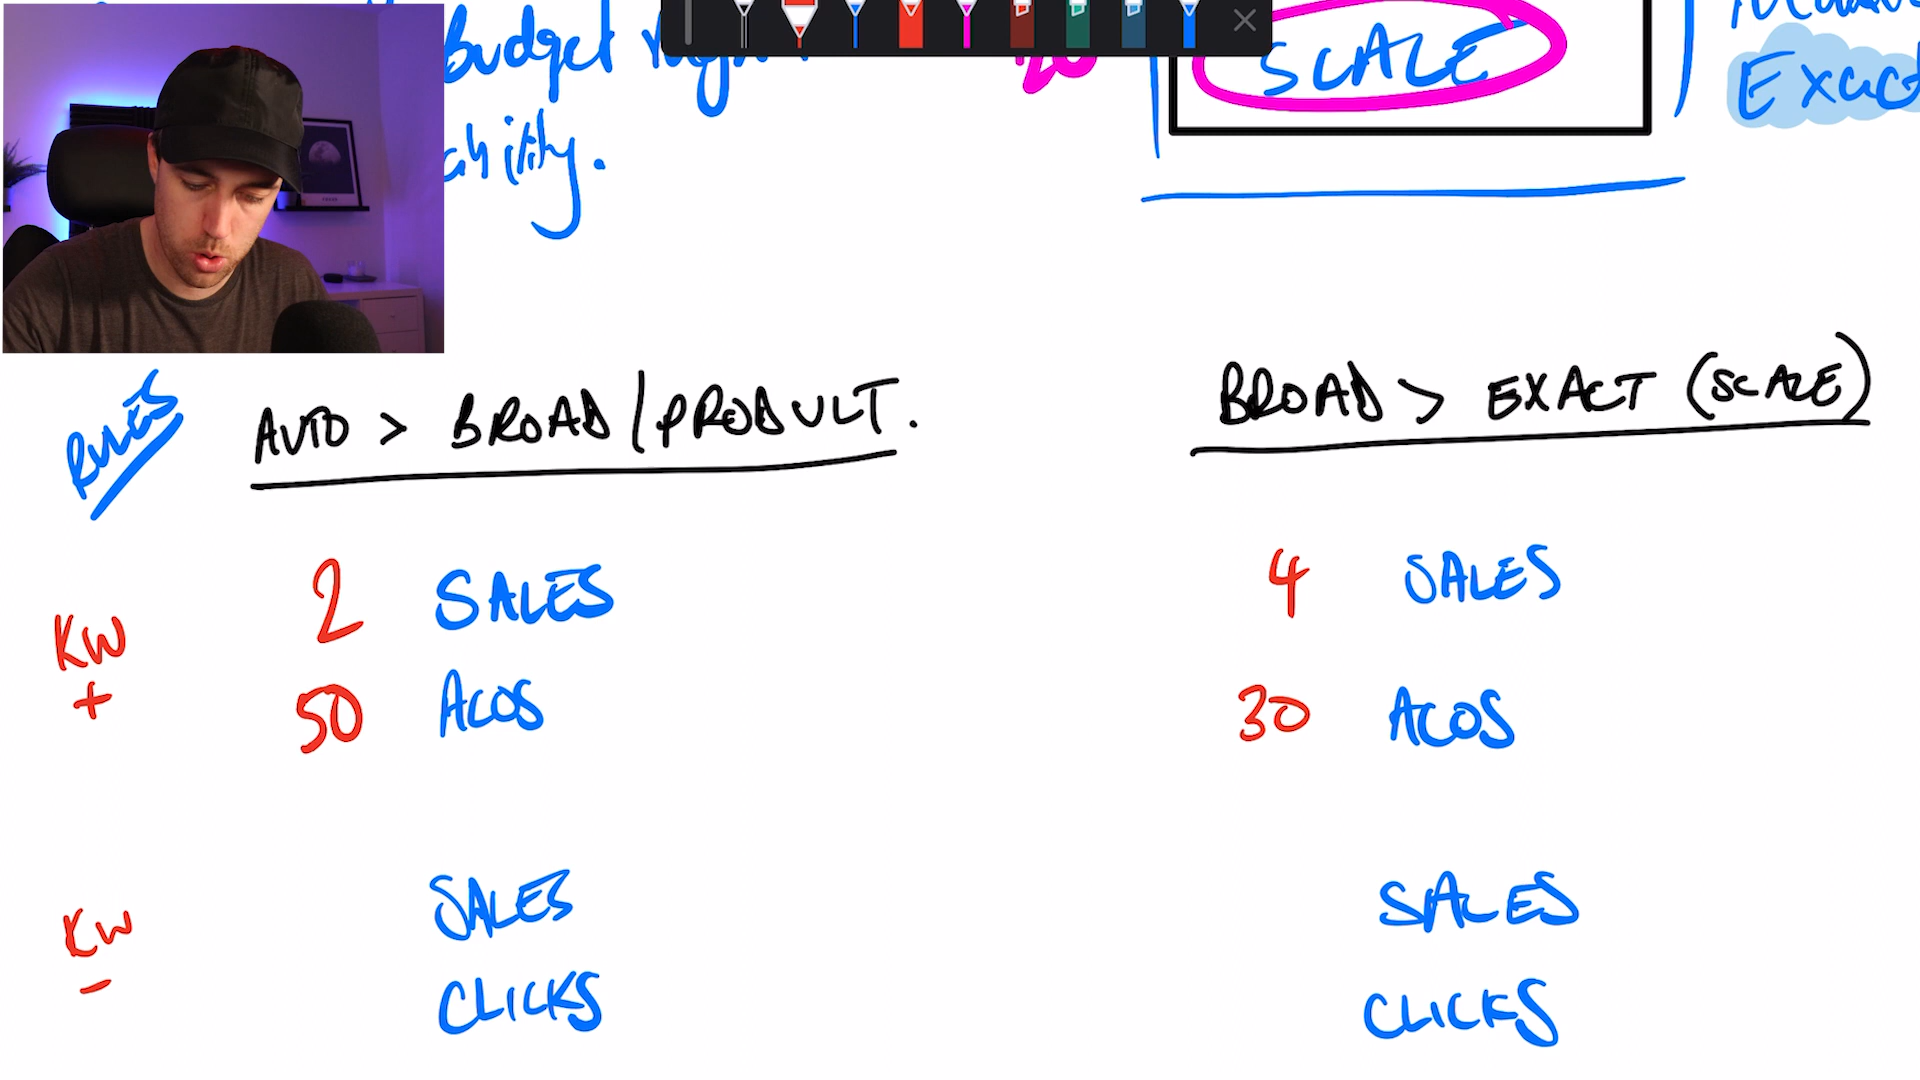 Budget
SCALE
Exact
ability.
RULES
AUTO > BROAD/PRODUCT.
BROAD > EXACT (SCALE)
2 SALES
4 SALES
KW
+
50 ACOS
30 ACOS
SALES
SALES
KW
-
CLICKS
CLICKS